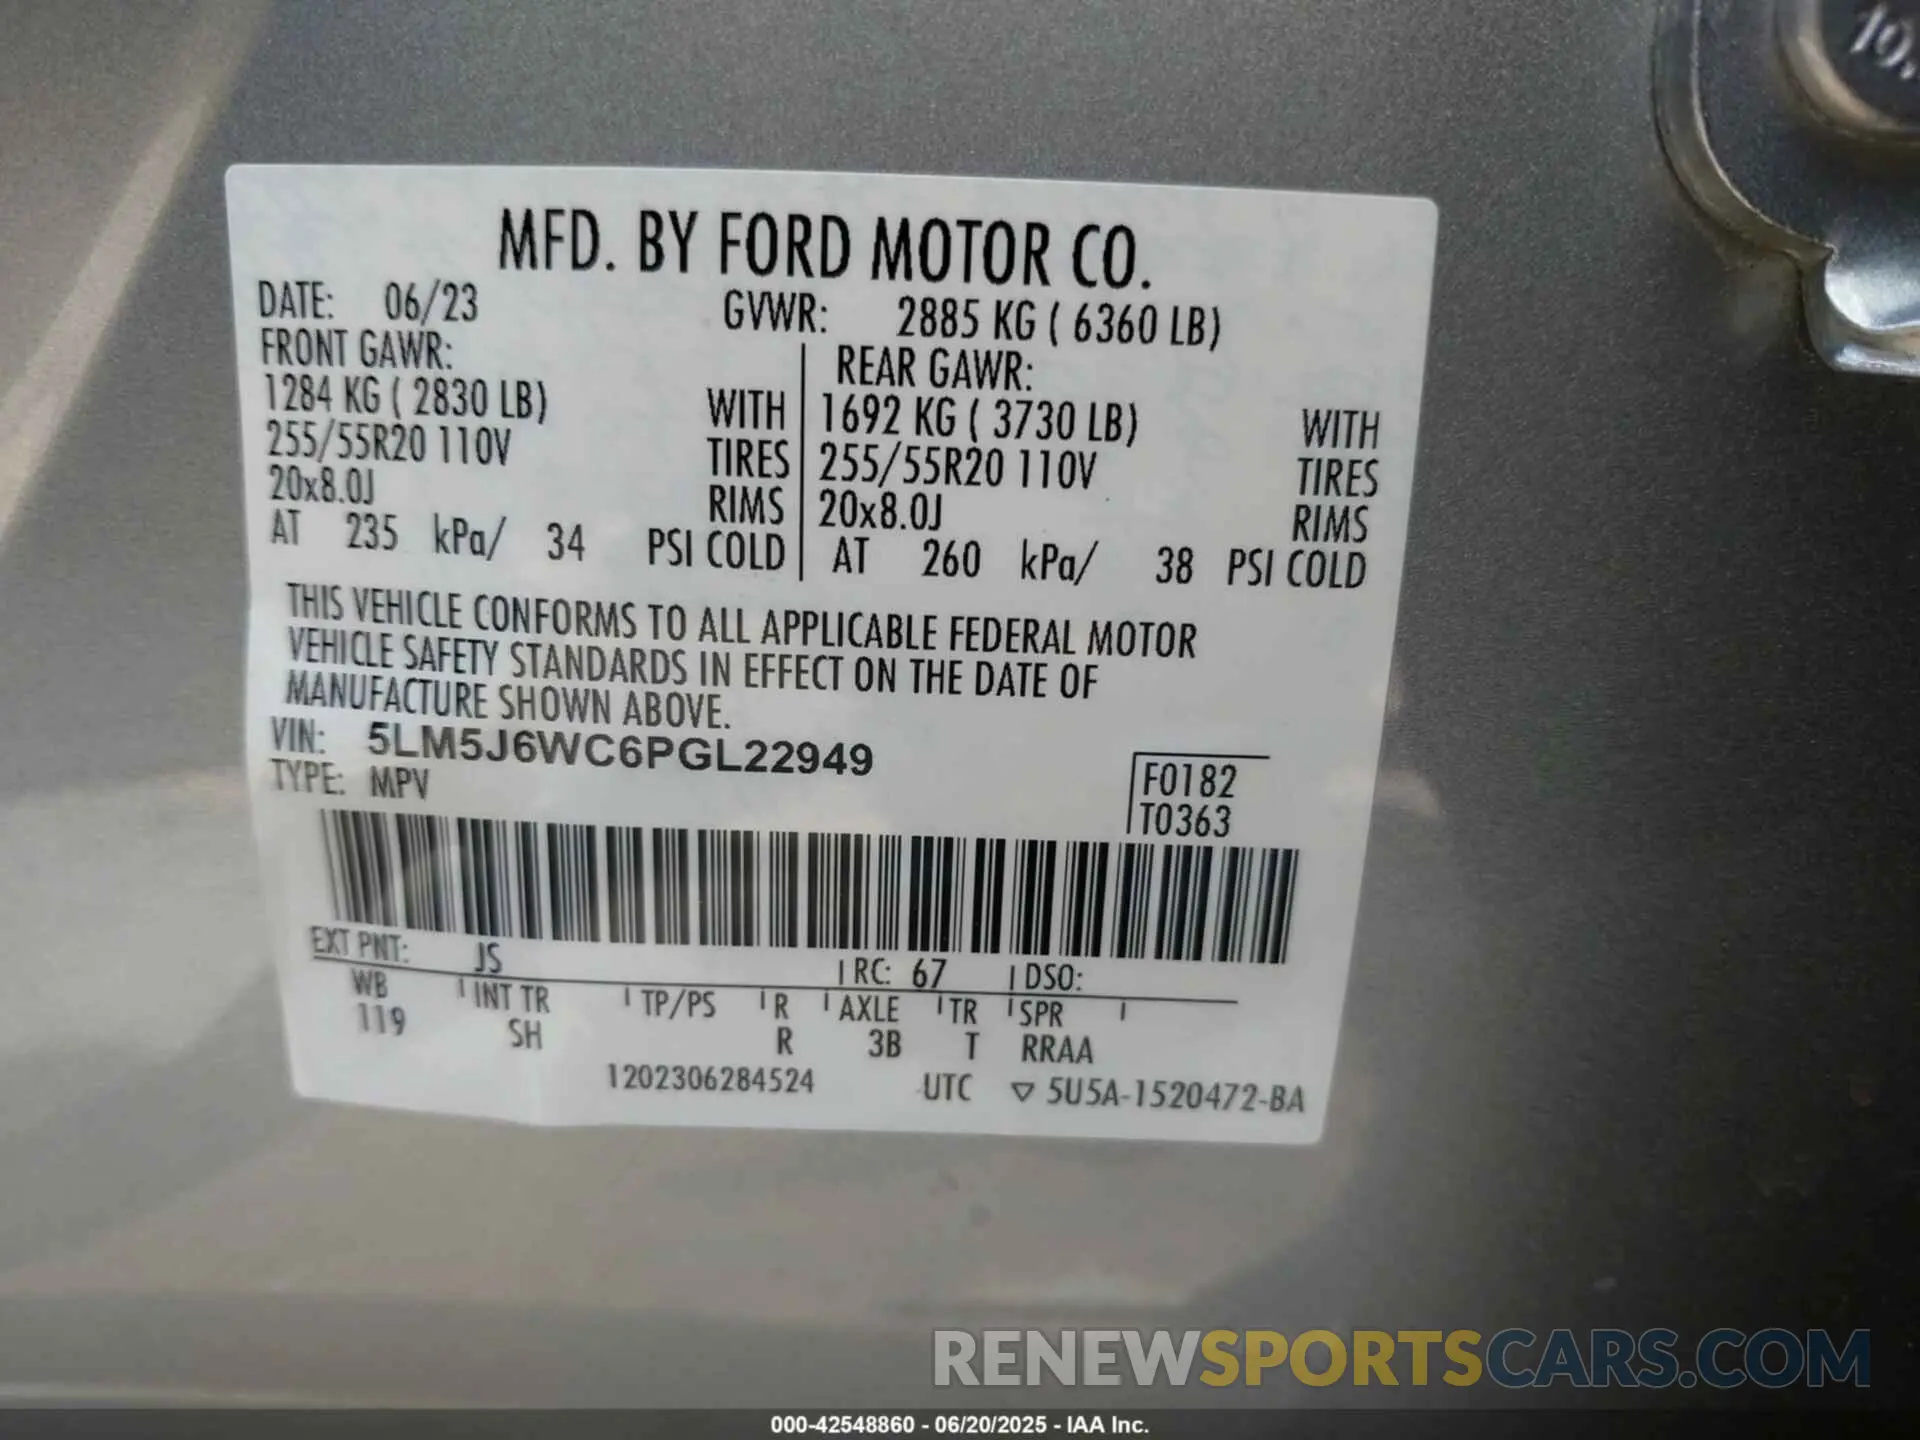 10.
MFD. BY FORD MOTOR CO.
DATE: 06/23 GVWR: 2885 KG ( 6360 LB)
FRONT GAWR: REAR GAWR:
1284 KG ( 2830 LB) WITH 1692 KG ( 3730 LB) WITH
255/55R20 110V TIRES 255/55R20 110V TIRES
20x8.0J RIMS 20x8.0J RIMS
AT 235 kPa/ 34 PSI COLD AT 260 kPa/ 38 PSI COLD
THIS VEHICLE CONFORMS TO ALL APPLICABLE FEDERAL MOTOR
VEHICLE SAFETY STANDARDS IN EFFECT ON THE DATE OF
MANUFACTURE SHOWN ABOVE.
VIN: 5LM5J6WC6PGL22949
TYPE: MPV
F0182
T0363
EXT PNT: JS RC: 67 DSO:
WB INT TR TP/PS R AXLE TR SPR
119 SH R 3B T RRAA
1202306284524 UTC ▽ 5U5A-1520472-BA
RENEWSPORTSCARS.COM
000-42548860 - 06/20/2025 - IAA Inc.